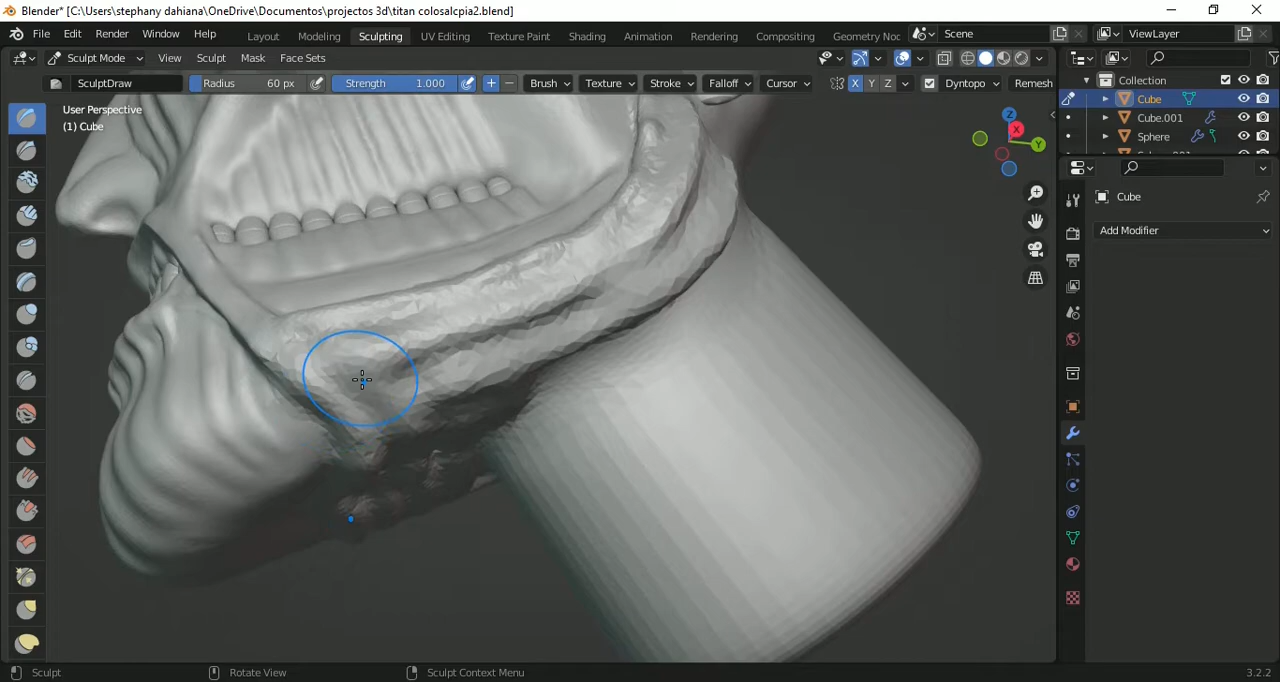 Blender* [C:\Users\stephany dahiana\OneDrive\Documentos\projectos 3d\titan colosalcpia2.blend]
File Edit Render Window Help Layout Modeling Sculpting UV Editing Texture Paint Shading Animation Rendering Compositing Geometry Noc Scene ViewLayer
Sculpt Mode View Sculpt Mask Face Sets
SculptDraw Radius 60 px Strength 1.000 Brush Texture Stroke Falloff Cursor X Y Z Dyntopo Remesh
User Perspective
(1) Cube
Z
X
Y
Collection
Cube
Cube.001
Sphere
Cube
Add Modifier
Sculpt Rotate View Sculpt Context Menu 3.2.2